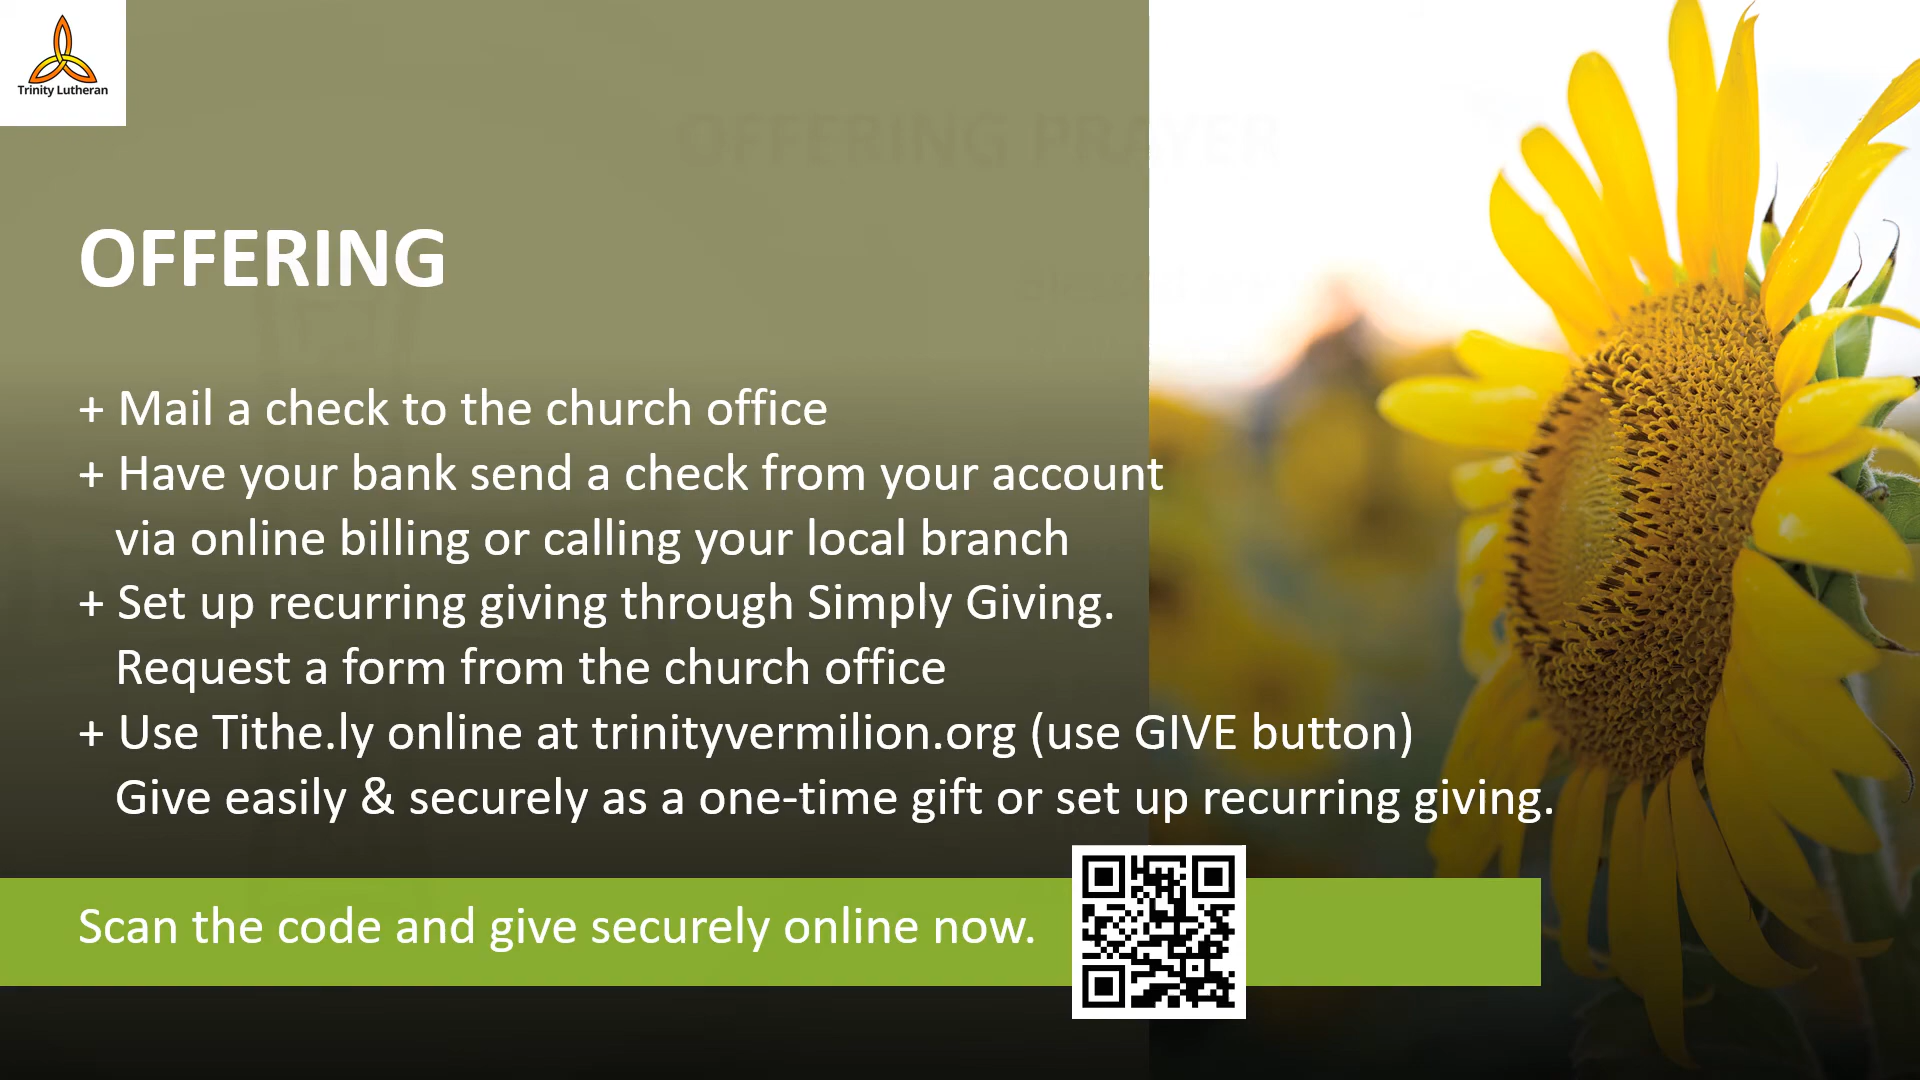 Trinity Lutheran
OFFERING PRAYER
OFFERING
+ Mail a check to the church office
+ Have your bank send a check from your account
via online billing or calling your local branch
+ Set up recurring giving through Simply Giving.
Request a form from the church office
+ Use Tithe.ly online at trinityvermilion.org (use GIVE button)
Give easily & securely as a one-time gift or set up recurring giving.
Scan the code and give securely online now.